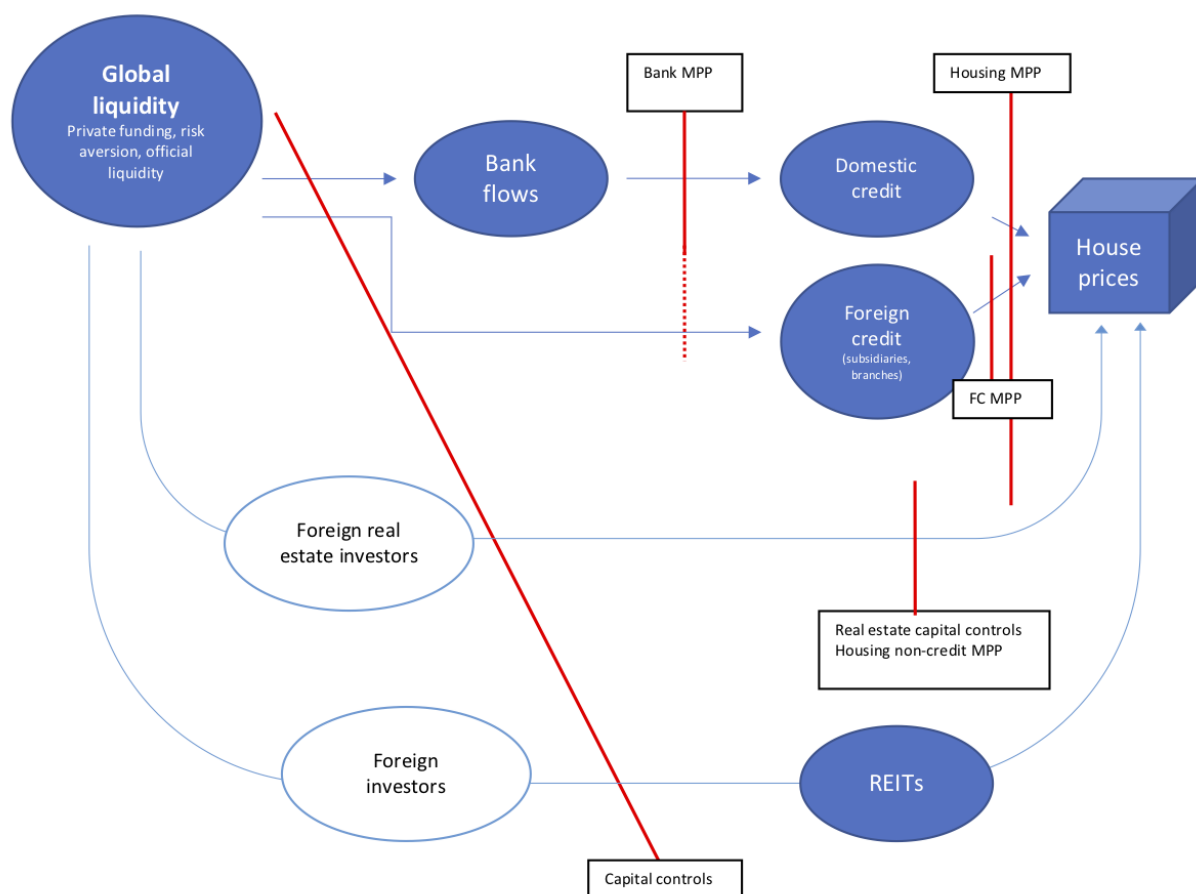 Global
liquidity
Private funding, risk
aversion, official
liquidity
Bank MPP
Housing MPP
Bank
flows
Domestic
credit
House
prices
Foreign
credit
(subsidiaries,
branches)
FC MPP
Foreign real
estate investors
Real estate capital controls
Housing non-credit MPP
Foreign
investors
REITs
Capital controls